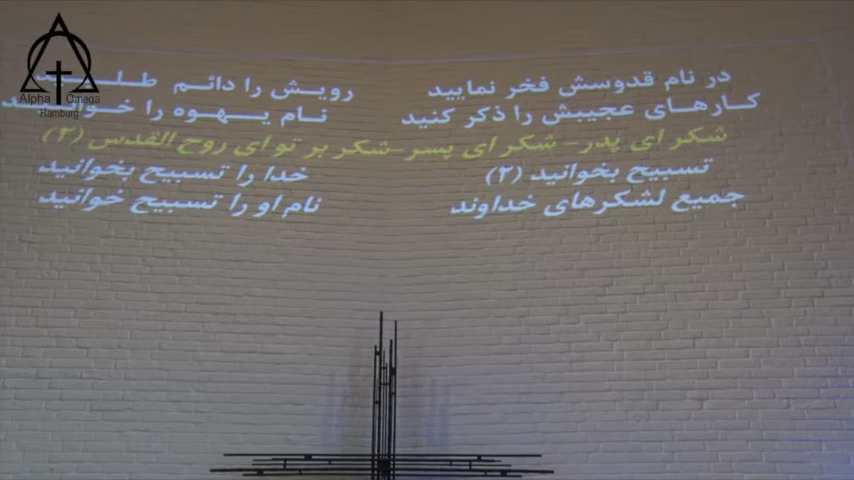 در نام قدوسش فخر نمایید رویش را دائم طلبید
کارهای عجیبش را ذکر کنید نام یهوه را خوانید
شکر ای پدر- شکر ای پسر-شکر بر تو ای روح القدس (۲)
تسبیح بخوانید (۲) خدا را تسبیح بخوانید
جمیع لشکرهای خداوند نام او را تسبیح خوانید
Alpha Omega
Hamburg